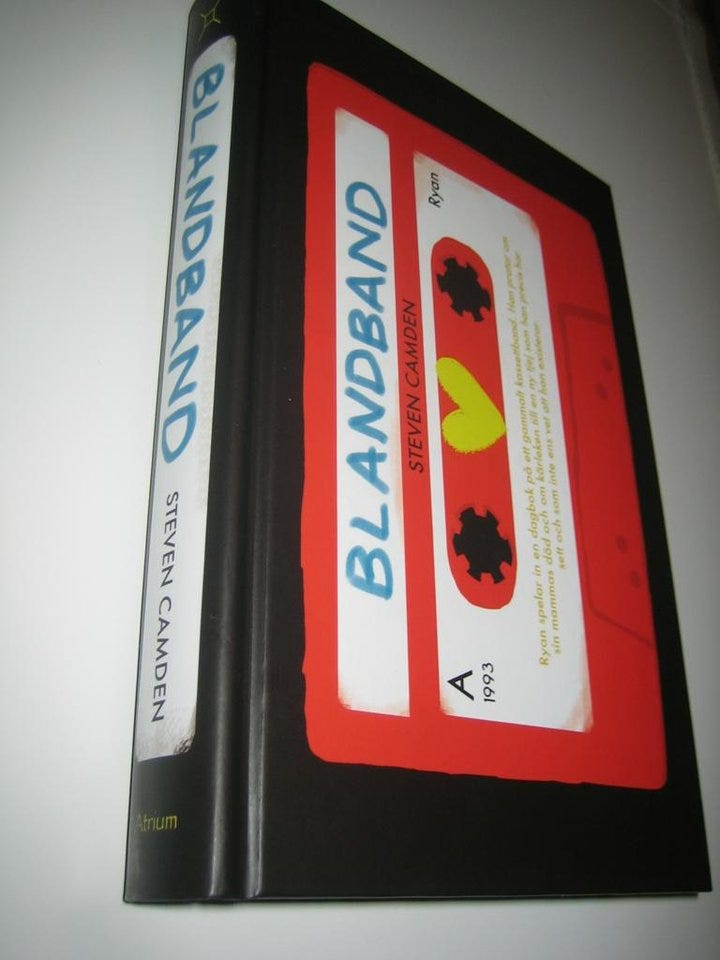 BLANDBAND
STEVEN CAMDEN
Atrium
BLANDBAND
STEVEN CAMDEN
A
1993
Ryan
Ryan spelar in en dagbok på ett gammalt kassettband. Han pratar om
sin mammas död och om kärleken till en ny tjej som han precis har
sett och som inte ens vet att han existerar.